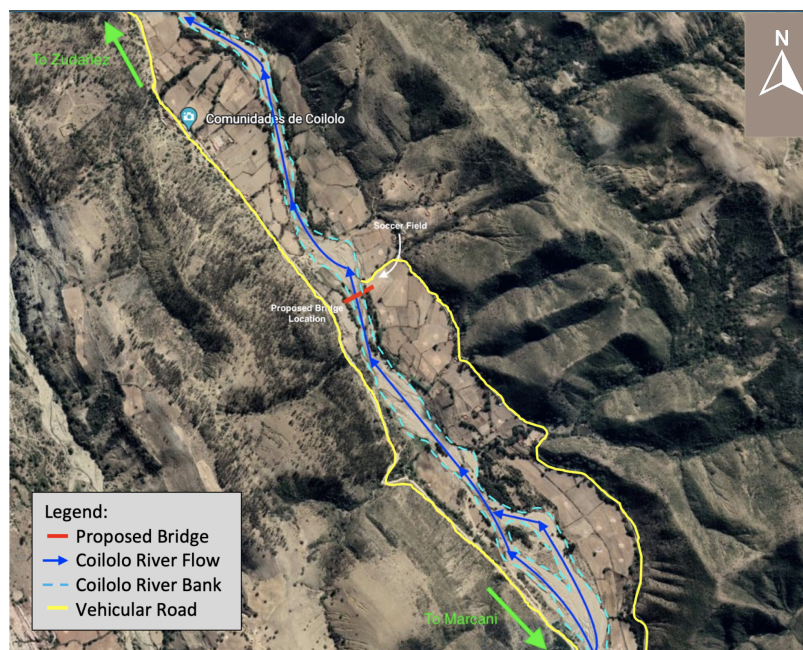 N
To Zudañez
Comunidades de Coilolo
Soccer Field
Proposed Bridge
Location
Legend:
Proposed Bridge
Coilolo River Flow
Coilolo River Bank
Vehicular Road
To Marcani